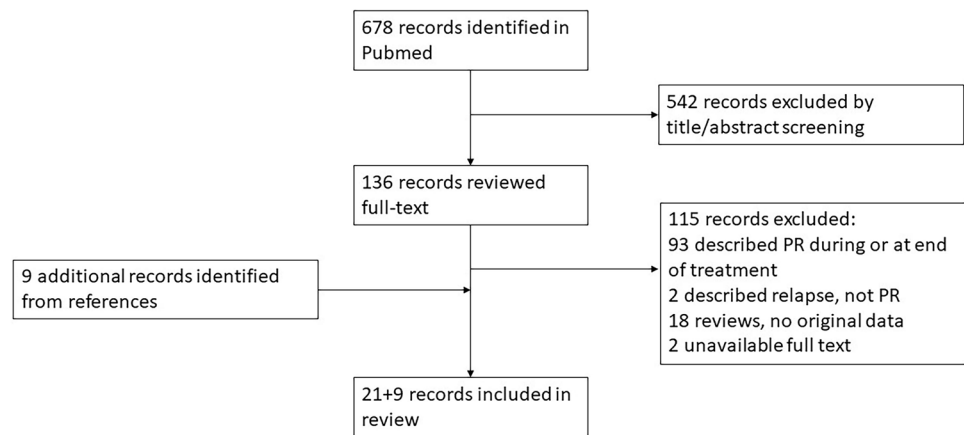 678 records identified in
Pubmed
542 records excluded by
title/abstract screening
136 records reviewed
full-text
115 records excluded:
93 described PR during or at end
of treatment
2 described relapse, not PR
18 reviews, no original data
2 unavailable full text
9 additional records identified
from references
21+9 records included in
review